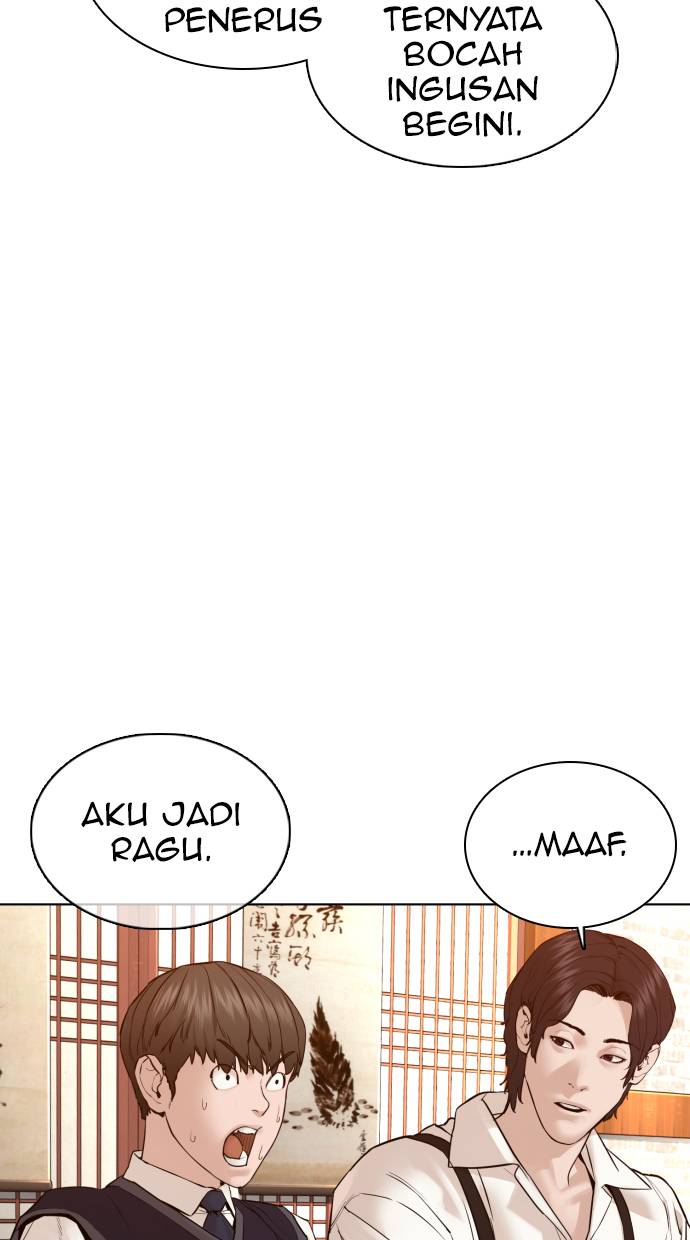 PENERUS
TERNYATA
BOCAH
INGUSAN
BEGINI.
AKU JADI
RAGU.
...MAAF.